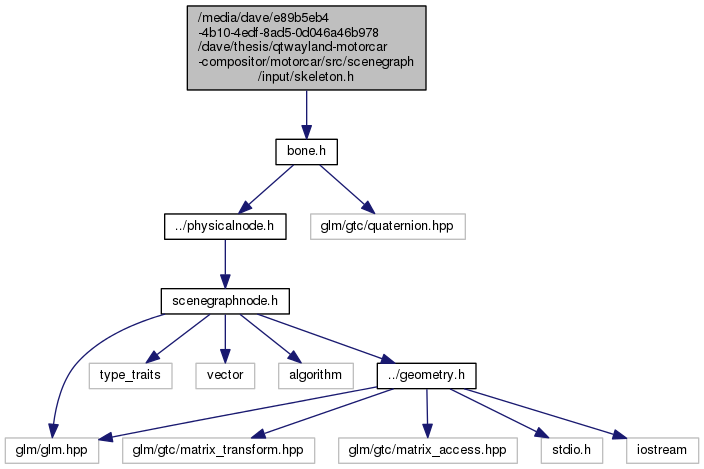 /media/dave/e89b5eb4
-4b10-4edf-8ad5-0d046a46b978
/dave/thesis/qtwayland-motorcar
-compositor/motorcar/src/scenegraph
/input/skeleton.h
bone.h
../physicalnode.h
glm/gtc/quaternion.hpp
scenegraphnode.h
type_traits
vector
algorithm
../geometry.h
glm/glm.hpp
glm/gtc/matrix_transform.hpp
glm/gtc/matrix_access.hpp
stdio.h
iostream